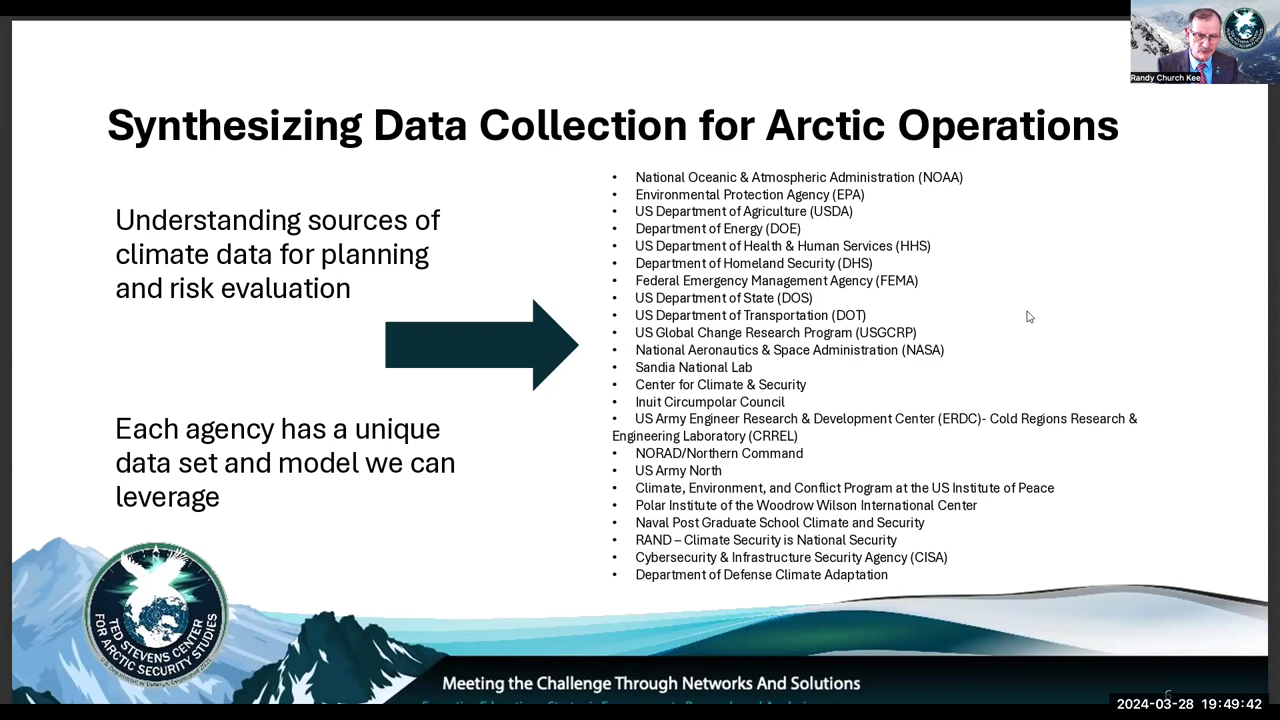 Randy Church Kee
Synthesizing Data Collection for Arctic Operations
Understanding sources of
climate data for planning
and risk evaluation
Each agency has a unique
data set and model we can
leverage
• National Oceanic & Atmospheric Administration (NOAA)
• Environmental Protection Agency (EPA)
• US Department of Agriculture (USDA)
• Department of Energy (DOE)
• US Department of Health & Human Services (HHS)
• Department of Homeland Security (DHS)
• Federal Emergency Management Agency (FEMA)
• US Department of State (DOS)
• US Department of Transportation (DOT)
• US Global Change Research Program (USGCRP)
• National Aeronautics & Space Administration (NASA)
• Sandia National Lab
• Center for Climate & Security
• Inuit Circumpolar Council
• US Army Engineer Research & Development Center (ERDC)- Cold Regions Research &
Engineering Laboratory (CRREL)
• NORAD/Northern Command
• US Army North
• Climate, Environment, and Conflict Program at the US Institute of Peace
• Polar Institute of the Woodrow Wilson International Center
• Naval Post Graduate School Climate and Security
• RAND – Climate Security is National Security
• Cybersecurity & Infrastructure Security Agency (CISA)
• Department of Defense Climate Adaptation
TED STEVENS CENTER
FOR ARCTIC SECURITY STUDIES
Meeting the Challenge Through Networks And Solutions
6
2024-03-28 19:49:42